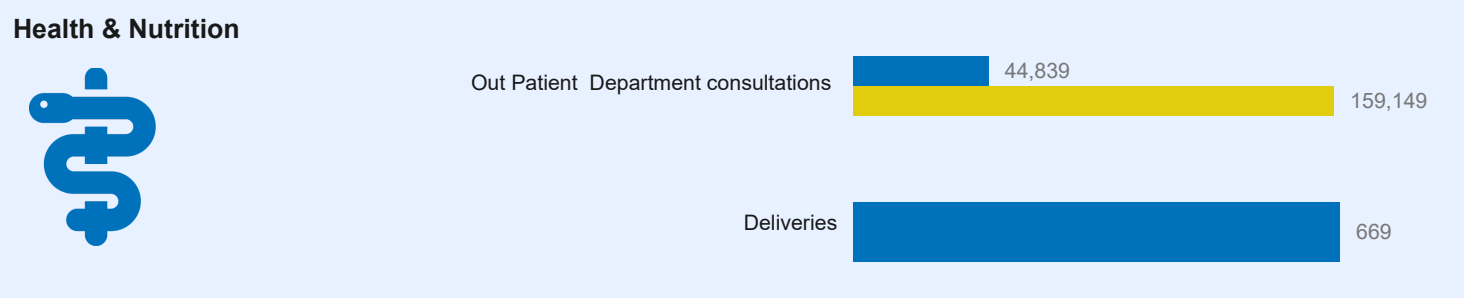 Health & Nutrition
Out Patient  Department consultations
44,839
159,149
Deliveries
669